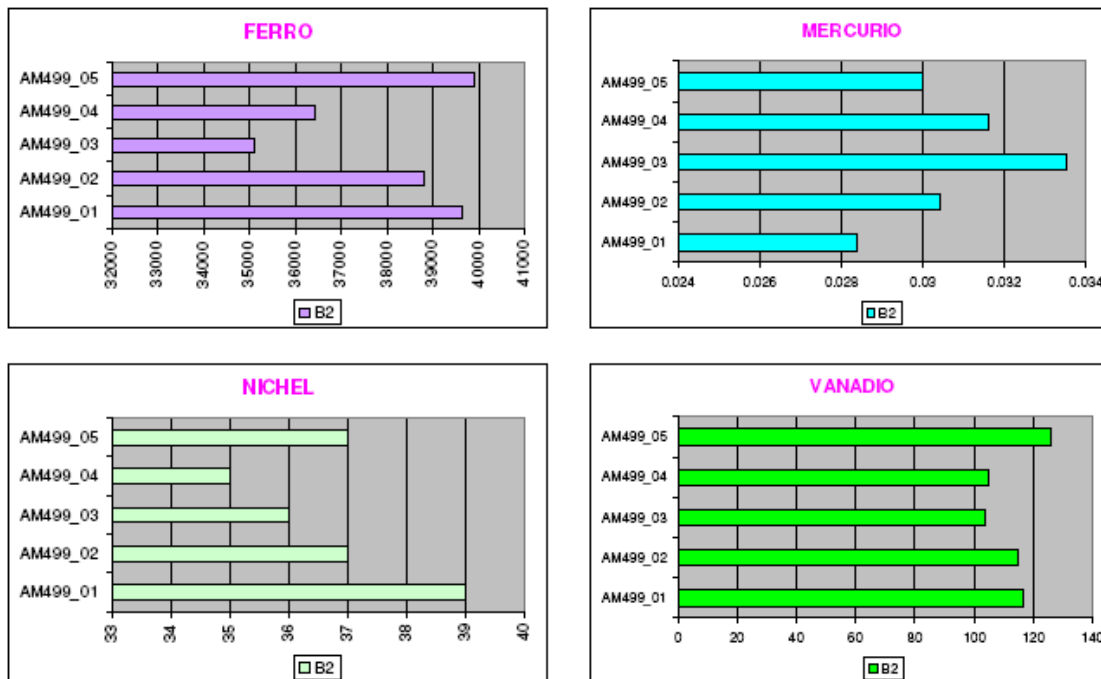 FERRO
AM499_05
AM499_04
AM499_03
AM499_02
AM499_01
32000 33000 34000 35000 36000 37000 38000 39000 40000 41000
B2
MERCURIO
AM499_05
AM499_04
AM499_03
AM499_02
AM499_01
0.024 0.026 0.028 0.03 0.032 0.034
B2
NICHEL
AM499_05
AM499_04
AM499_03
AM499_02
AM499_01
33 34 35 36 37 38 39 40
B2
VANADIO
AM499_05
AM499_04
AM499_03
AM499_02
AM499_01
0 20 40 60 80 100 120 140
B2